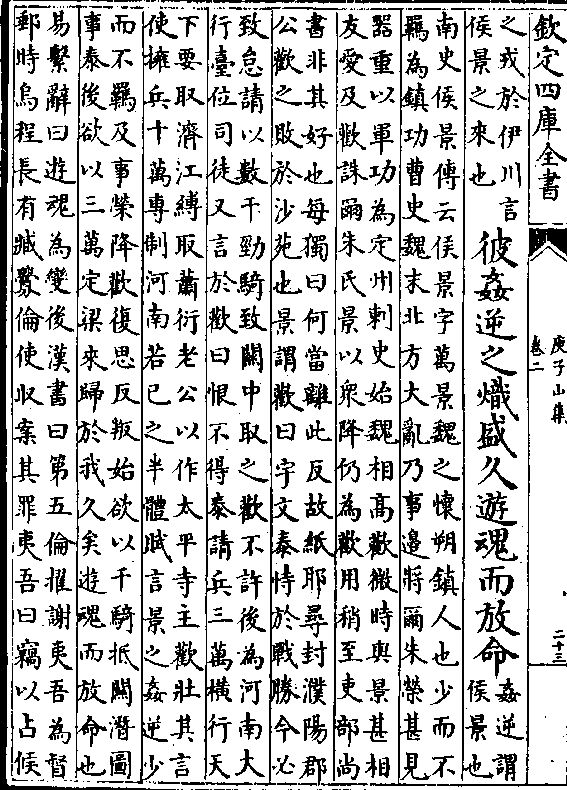 欽定四庫全書
庾子山集
卷二
二十三
之戎於伊川言
侯景之來也
彼姦逆之熾盛久遊魂而放命
姦逆謂
侯景也
南史侯景傳云侯景字萬景魏之懷朔鎮人也少而不
羈為鎮功曹史魏末北方大亂乃事邊將爾朱榮甚見
器重以軍功為定州刺史始魏相高歡微時與景甚相
友愛及歡誅爾朱氏景以衆降仍為歡用稍至吏部尚
書非其好也每獨曰何當離此反故紙耶尋封濮陽郡
公歡之敗於沙苑也景謂歡曰宇文泰恃於戰勝今必
致怠請以數千勁騎致關中取之歡不許後為河南大
行臺位司徒又言於歡曰恨不得泰請兵三萬橫行天
下要取濟江縛取蕭衍老公以作太平寺主歡壯其言
使擁兵十萬專制河南若己之半體賦言景之姦逆少
而不羈及事榮降歡復思反叛始欲以千騎抵關潛圖
事泰後欲以三萬定梁來歸於我久矣遊魂而放命也
易繫辭曰遊魂為變後漢書曰第五倫擢謝夷吾為督
郵時烏程長有贓釁倫使收案其罪夷吾曰竊以占候